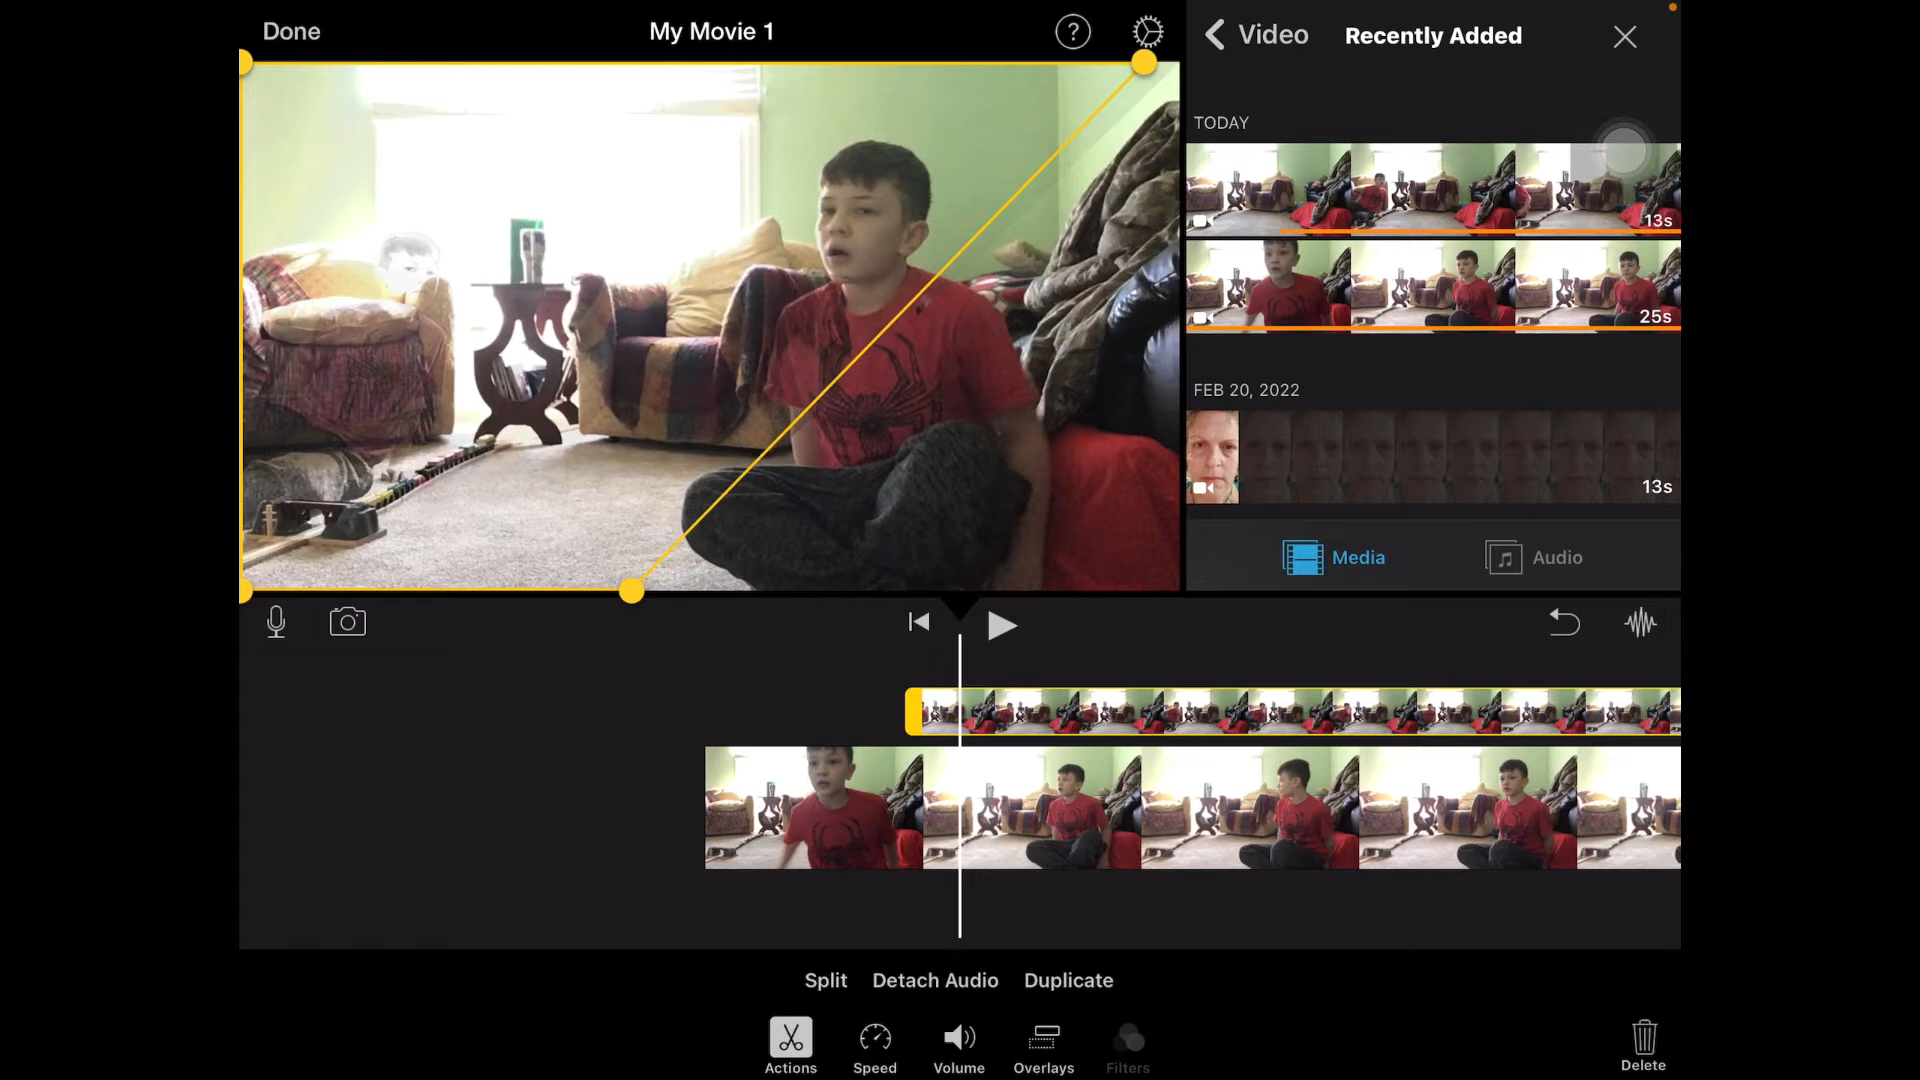 Done
My Movie 1
?
Video
Recently Added
TODAY
13s
25s
FEB 20, 2022
13s
Media
Audio
Split
Detach Audio
Duplicate
Actions
Speed
Volume
Overlays
Filters
Delete